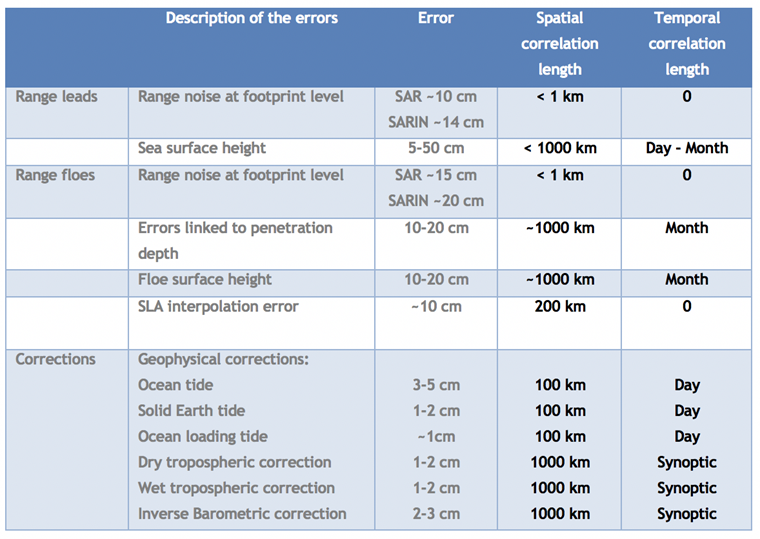 Description of the errors Error Spatial correlation length Temporal correlation length
Range leads Range noise at footprint level SAR ~10 cm < 1 km 0
SARIN ~14 cm
Sea surface height 5-50 cm < 1000 km Day - Month
Range floes Range noise at footprint level SAR ~15 cm < 1 km 0
SARIN ~20 cm
Errors linked to penetration 10-20 cm ~1000 km Month
depth
Floe surface height 10-20 cm ~1000 km Month
SLA interpolation error ~10 cm 200 km 0
Corrections Geophysical corrections:
Ocean tide 3-5 cm 100 km Day
Solid Earth tide 1-2 cm 100 km Day
Ocean loading tide ~1cm 100 km Day
Dry tropospheric correction 1-2 cm 1000 km Synoptic
Wet tropospheric correction 1-2 cm 1000 km Synoptic
Inverse Barometric correction 2-3 cm 1000 km Synoptic